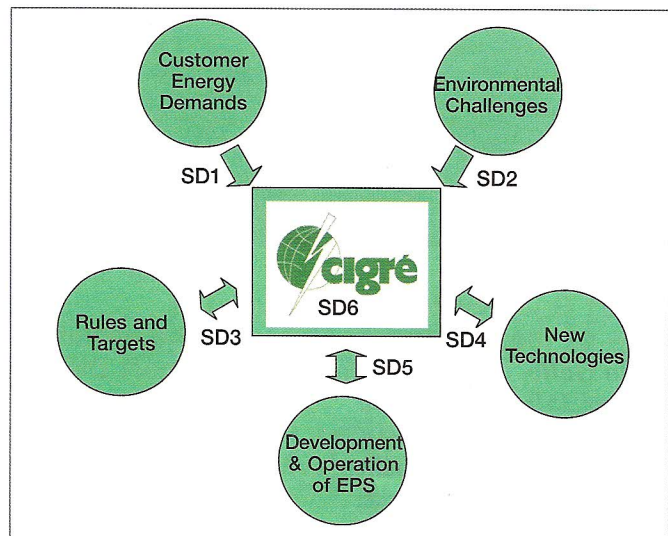 Customer
Energy
Demands
Environmental
Challenges
SD1
SD2
cigré
SD6
Rules and
Targets
SD3
SD4
New
Technologies
SD5
Development
& Operation
of EPS